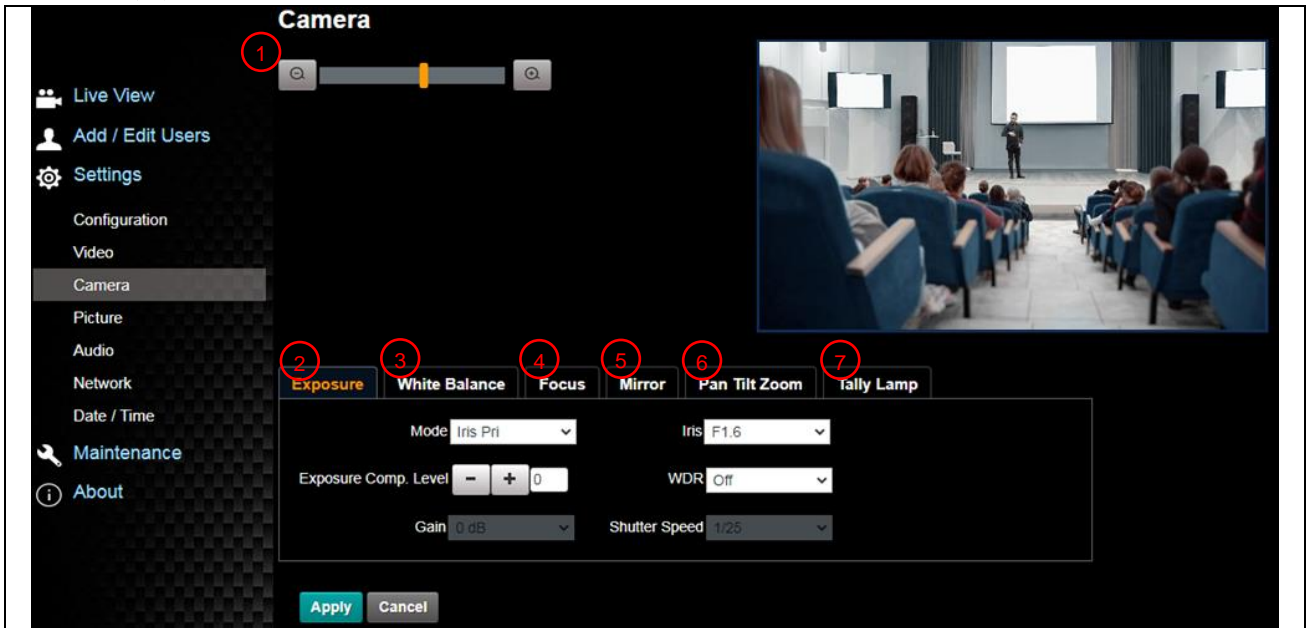 Camera
1
Live View
Add / Edit Users
Settings
Configuration
Video
Camera
Picture
Audio
Network
Date / Time
Maintenance
About
2 3 4 5 6 7
Exposure White Balance Focus Mirror Pan Tilt Zoom Tally Lamp
Mode Iris Pri Iris F1.6
Exposure Comp. Level - + 0 WDR Off
Gain 0 dB Shutter Speed 1/25
Apply Cancel